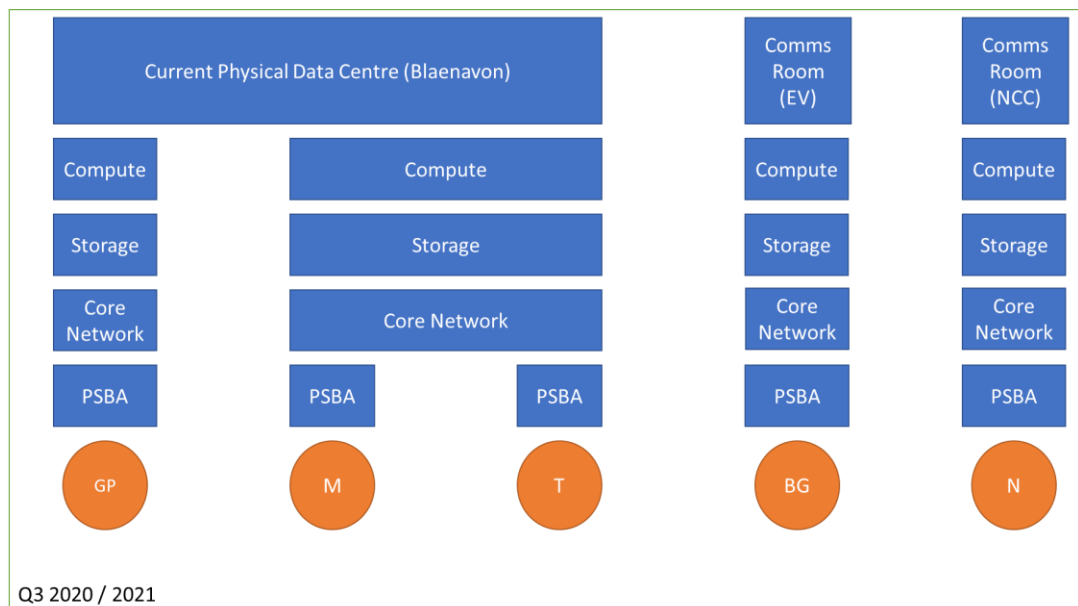 Current Physical Data Centre (Blaenavon)
Comms
Room
(EV)
Comms
Room
(NCC)
Compute
Compute
Compute
Compute
Storage
Storage
Storage
Storage
Core
Network
Core Network
Core
Network
Core
Network
PSBA
PSBA
PSBA
PSBA
PSBA
GP
M
T
BG
N
Q3 2020 / 2021